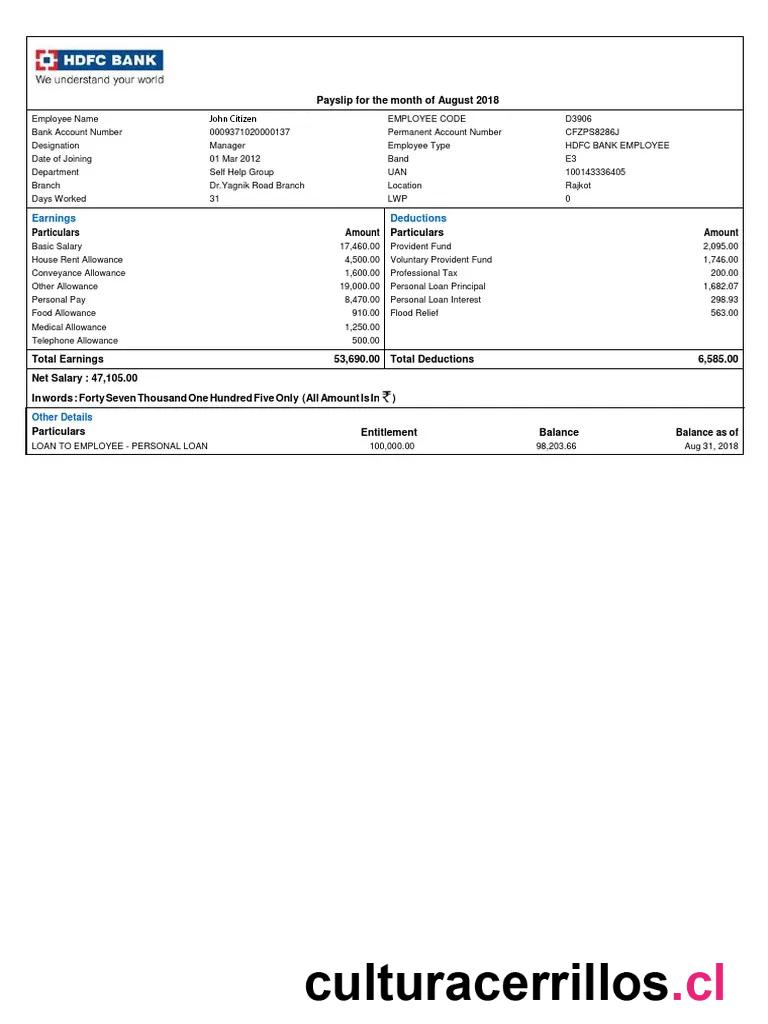 HDFC BANK
We understand your world
Payslip for the month of August 2018
Employee Name John Citizen EMPLOYEE CODE D3906
Bank Account Number 0009371020000137 Permanent Account Number CFZPS8286J
Designation Manager Employee Type HDFC BANK EMPLOYEE
Date of Joining 01 Mar 2012 Band E3
Department Self Help Group UAN 100143336405
Branch Dr.Yagnik Road Branch Location Rajkot
Days Worked 31 LWP 0
Earnings Deductions
Particulars Amount Particulars Amount
Basic Salary 17,460.00 Provident Fund 2,095.00
House Rent Allowance 4,500.00 Voluntary Provident Fund 1,746.00
Conveyance Allowance 1,600.00 Professional Tax 200.00
Other Allowance 19,000.00 Personal Loan Principal 1,682.07
Personal Pay 8,470.00 Personal Loan Interest 298.93
Food Allowance 910.00 Flood Relief 563.00
Medical Allowance 1,250.00
Telephone Allowance 500.00
Total Earnings 53,690.00 Total Deductions 6,585.00
Net Salary : 47,105.00
In words : Forty Seven Thousand One Hundred Five Only (All Amount Is In ₹ )
Other Details
Particulars Entitlement Balance Balance as of
LOAN TO EMPLOYEE - PERSONAL LOAN 100,000.00 98,203.66 Aug 31, 2018
culturacerrillos.cl